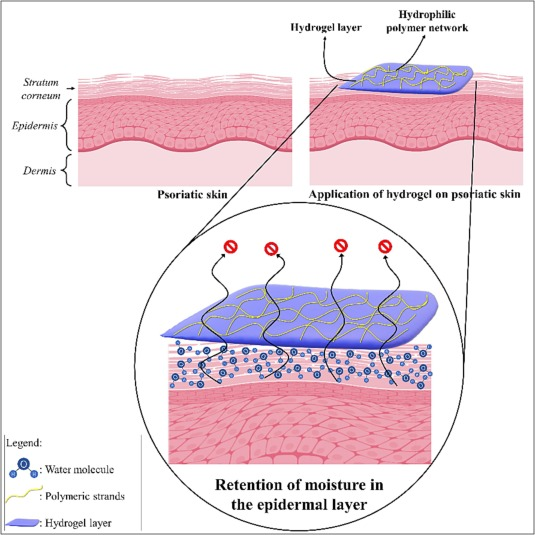 Hydrophilic
polymer network
Hydrogel layer
Stratum
corneum
Epidermis
Dermis
Psoriatic skin
Application of hydrogel on psoriatic skin
Retention of moisture in
the epidermal layer
Legend:
: Water molecule
: Polymeric strands
: Hydrogel layer